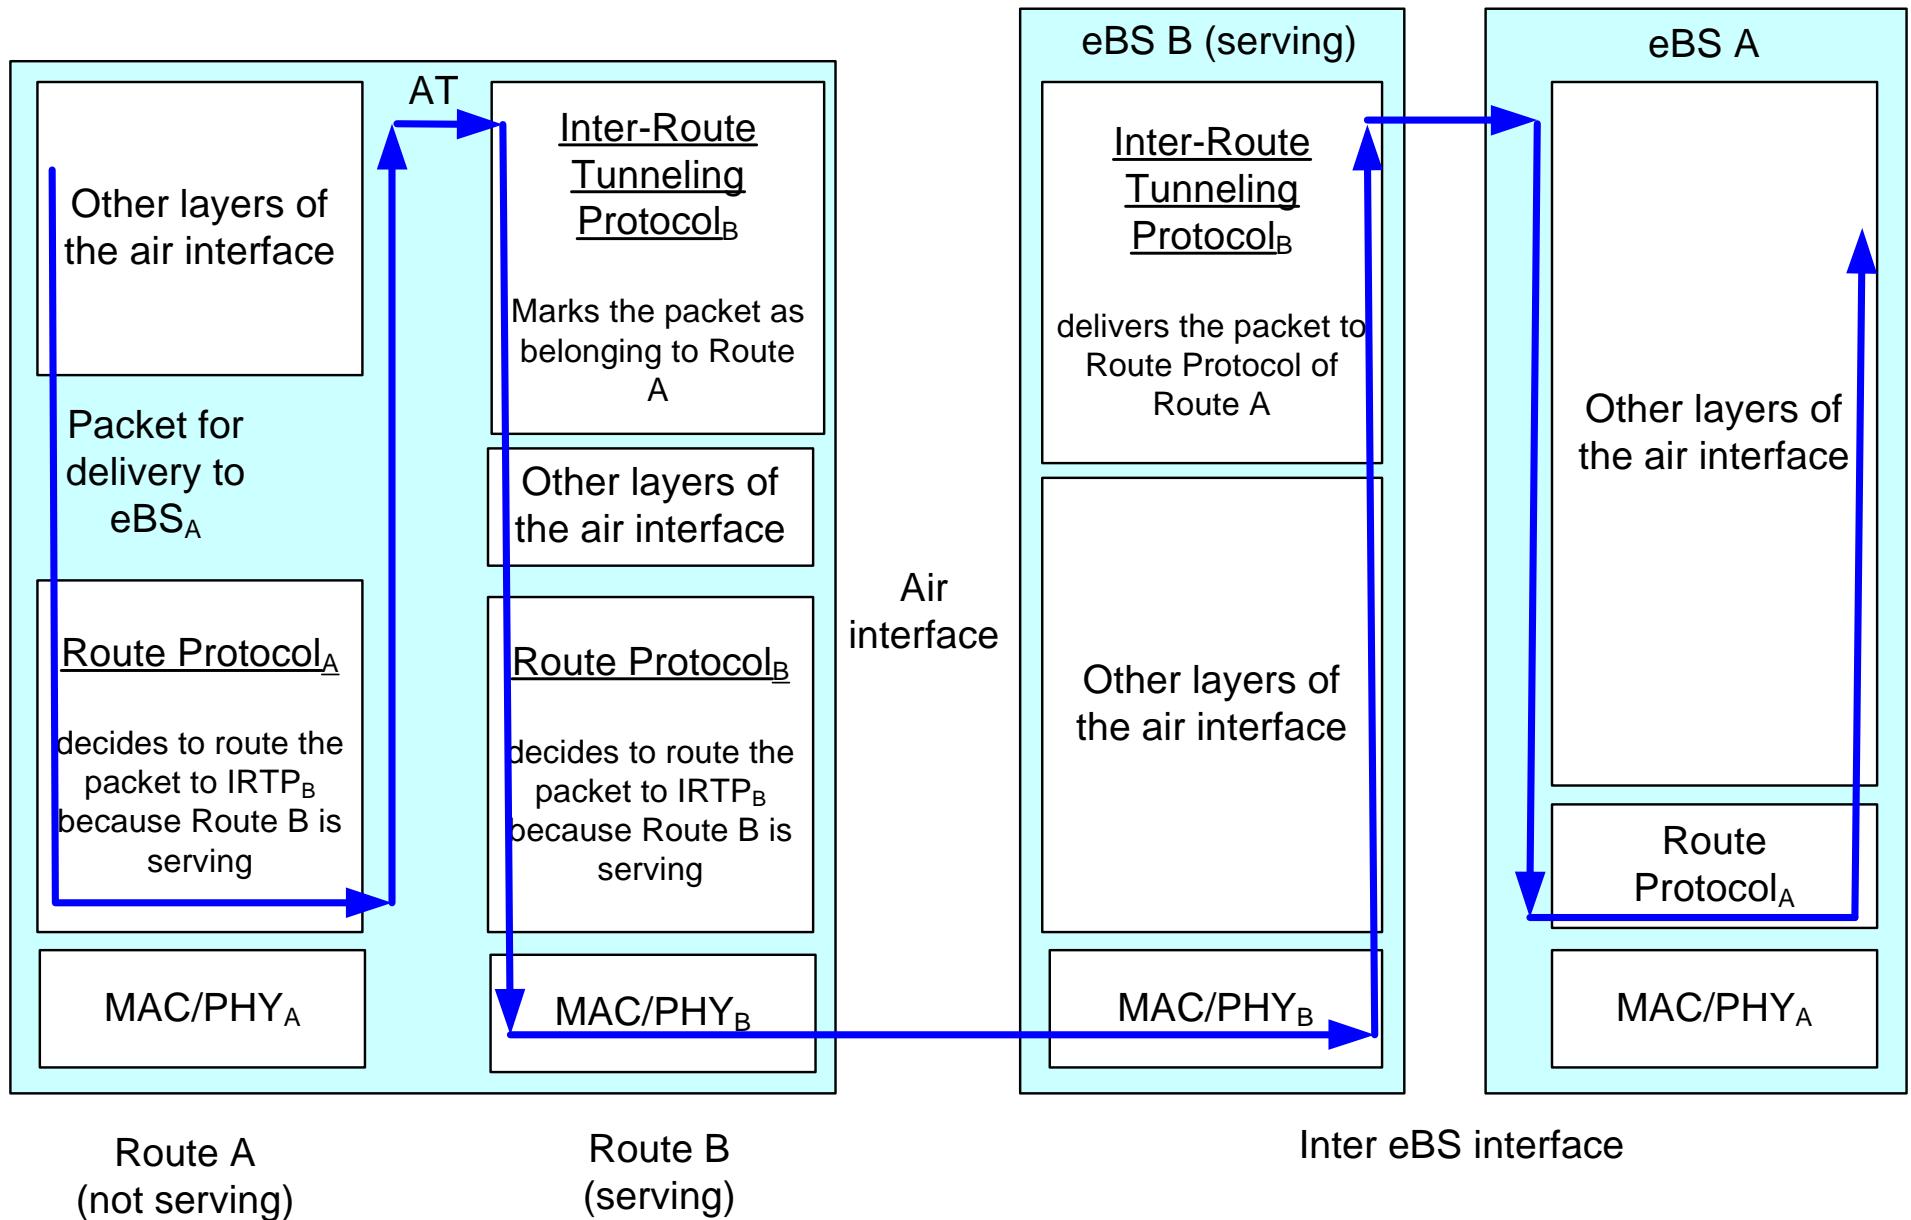 AT
Other layers of
the air interface
Packet for
delivery to
eBSA
Route ProtocolA
decides to route the
packet to IRTPB
because Route B is
serving
MAC/PHYA
Inter-Route
Tunneling
ProtocolB
Marks the packet as
belonging to Route
A
Other layers of
the air interface
Route ProtocolB
decides to route the
packet to IRTPB
because Route B is
serving
MAC/PHYB
Air
interface
eBS B (serving)
Inter-Route
Tunneling
ProtocolB
delivers the packet to
Route Protocol of
Route A
Other layers of
the air interface
MAC/PHYB
eBS A
Other layers of
the air interface
Route
ProtocolA
MAC/PHYA
Route A
(not serving)
Route B
(serving)
Inter eBS interface